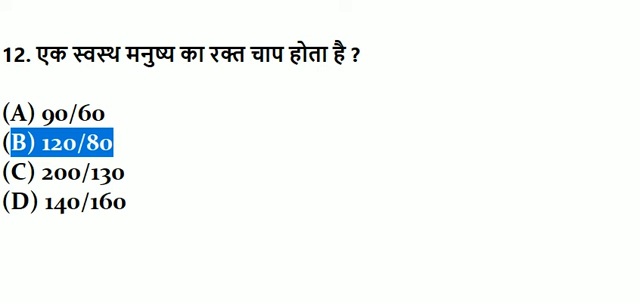 12. एक स्वस्थ मनुष्य का रक्त चाप होता है ?
(A) 90/60
(B) 120/80
(C) 200/130
(D) 140/160